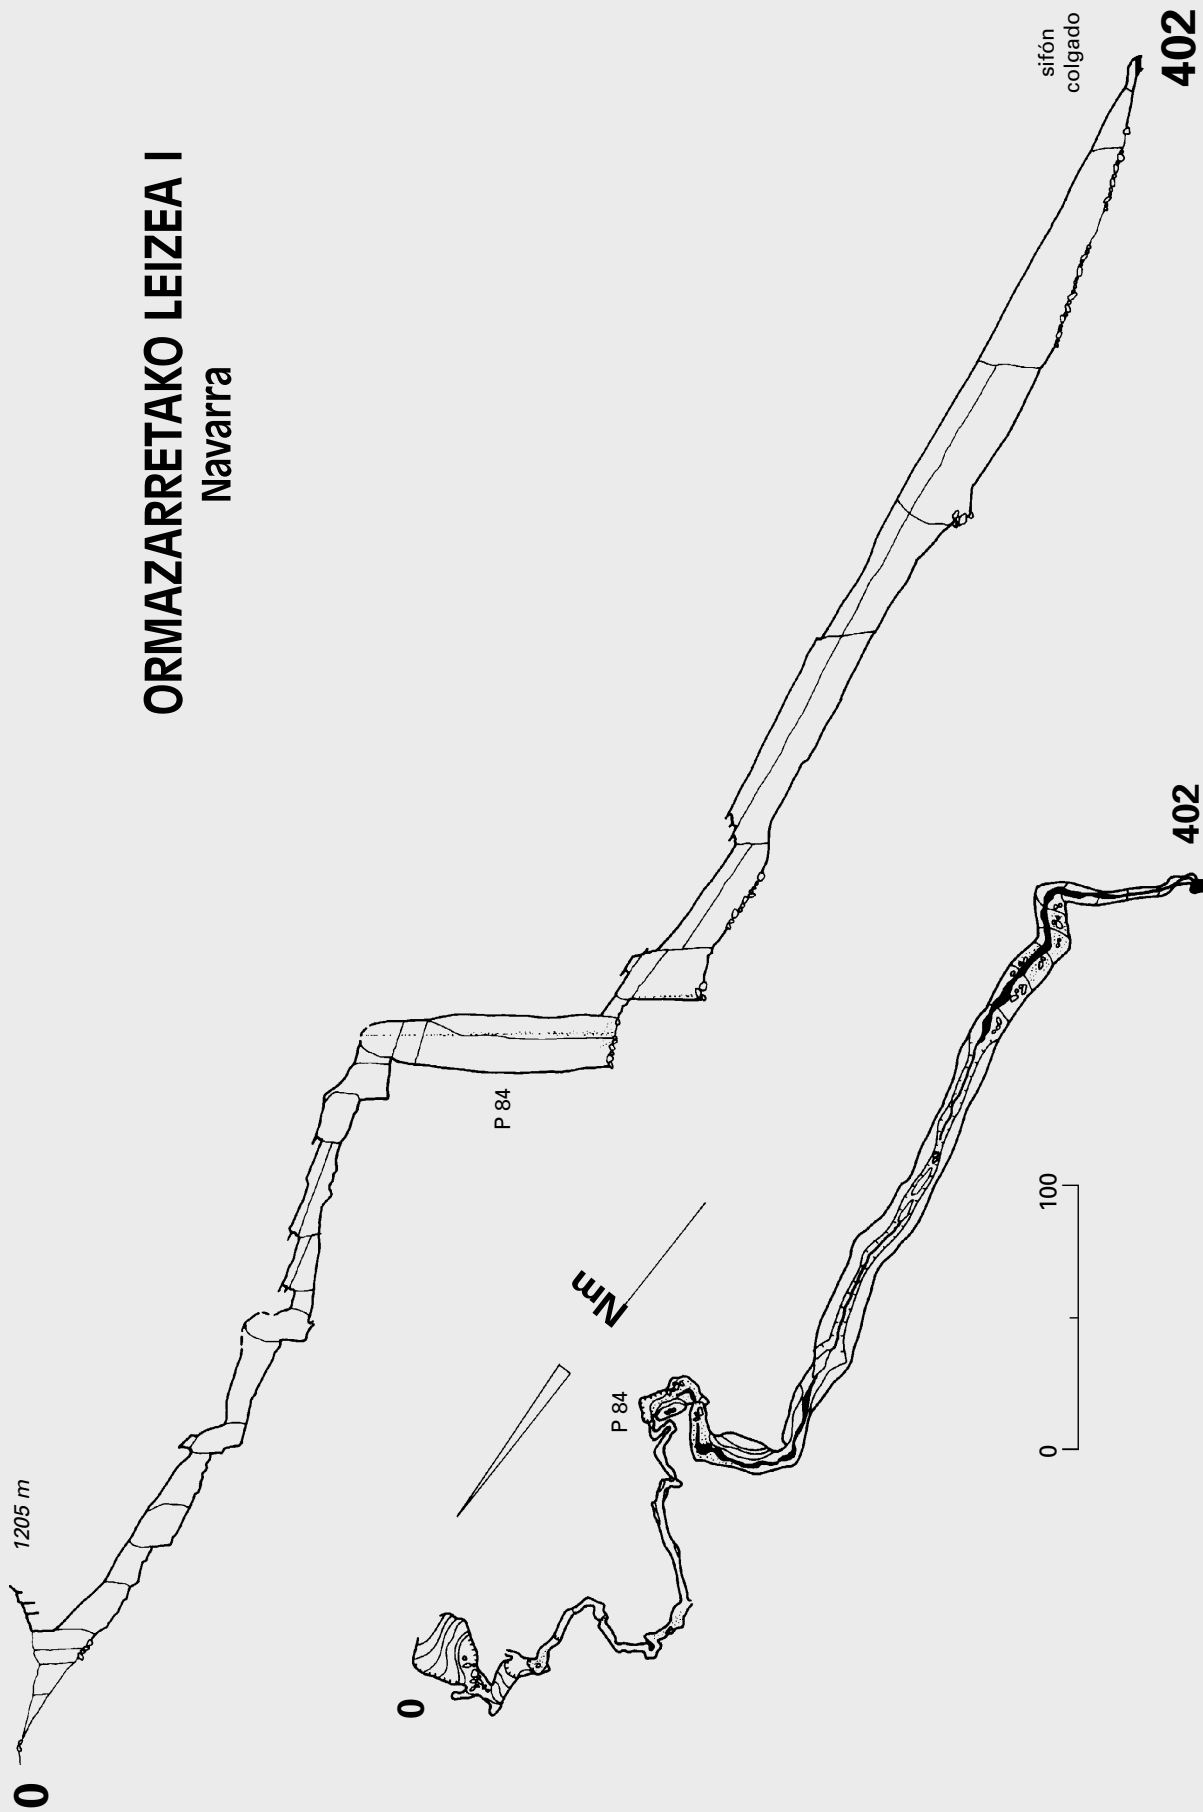 ORMAZARRETAKO LEIZEA I
Navarra
0
1205 m
P 84
sifón
colgado
402
0
P 84
Nm
0
100
402